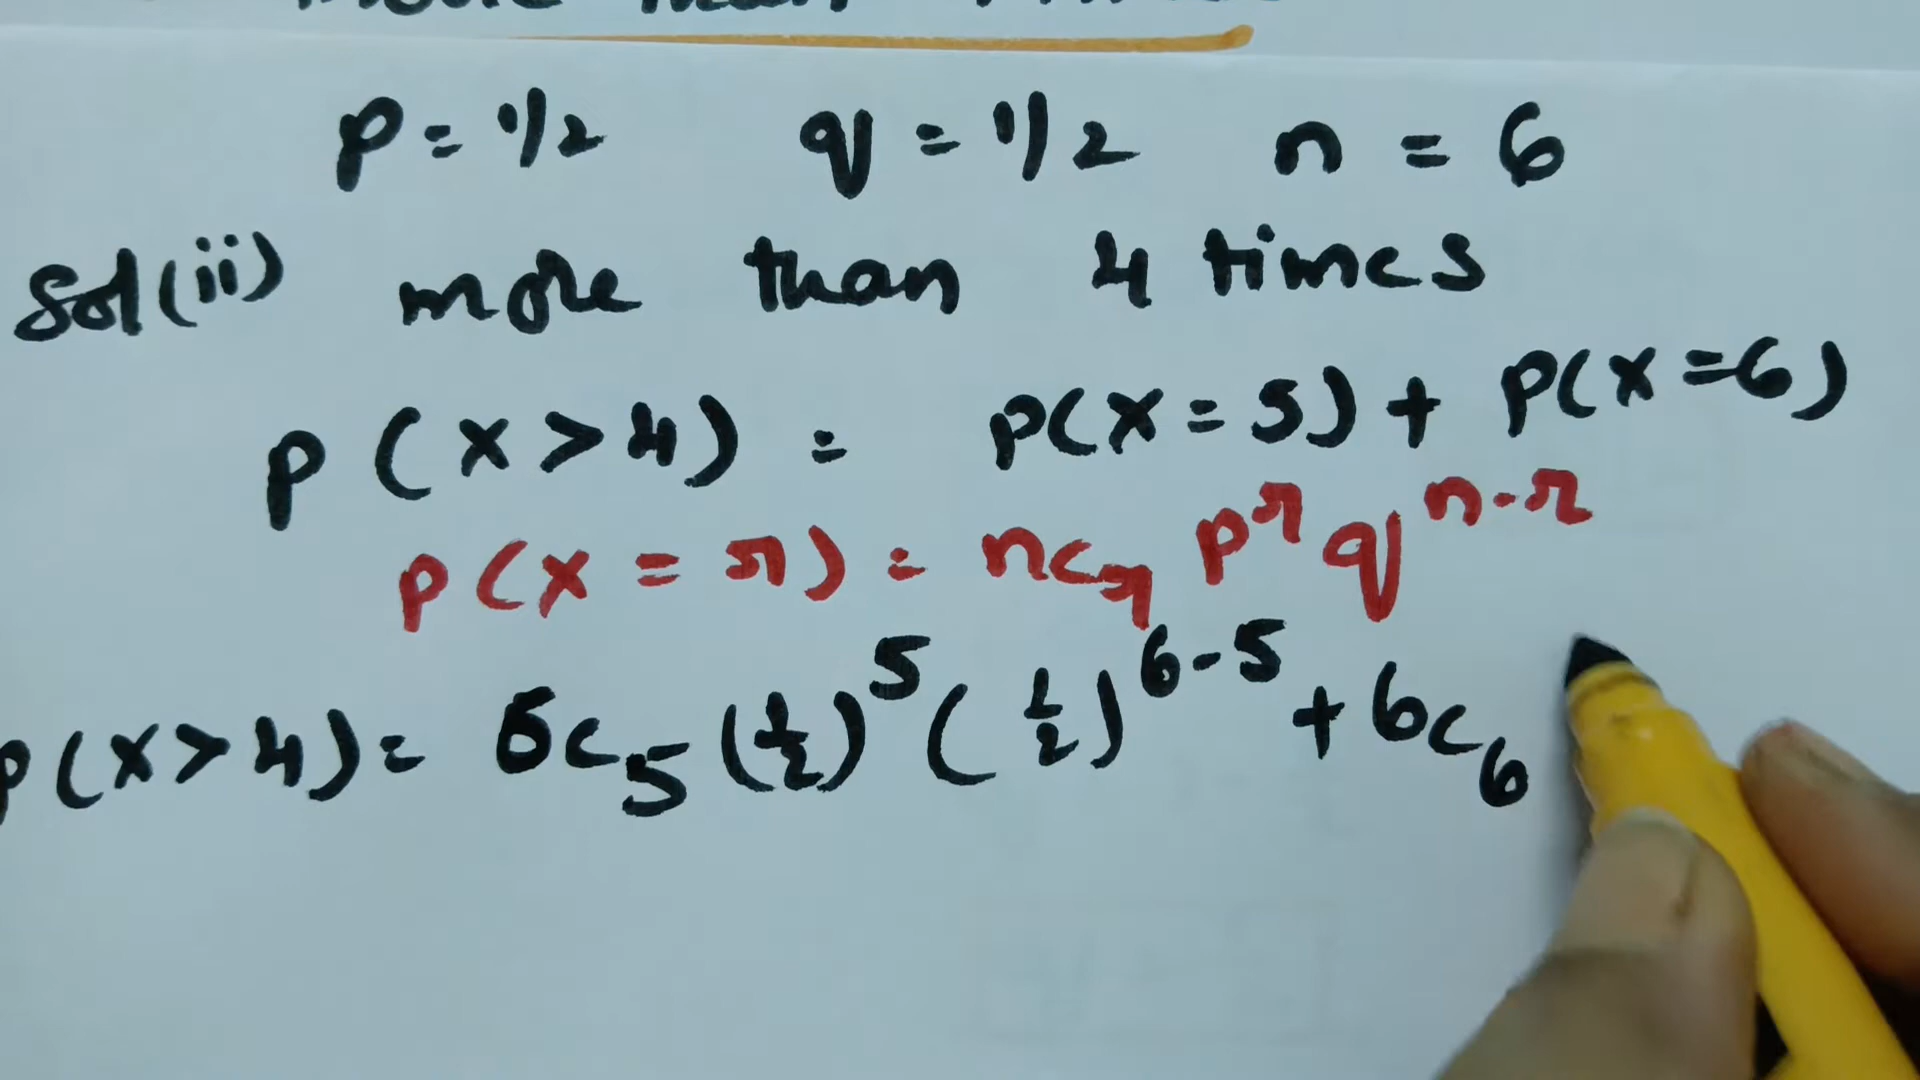 p = 1/2 q = 1/2 n = 6
Sol(ii) more than 4 times
P(X>4) = P(X=5) + P(X=6)
P(X=r) = nCr p^r q^n-r
P(X>4) = 6C5 (1/2)^5 (1/2)^6-5 + 6C6